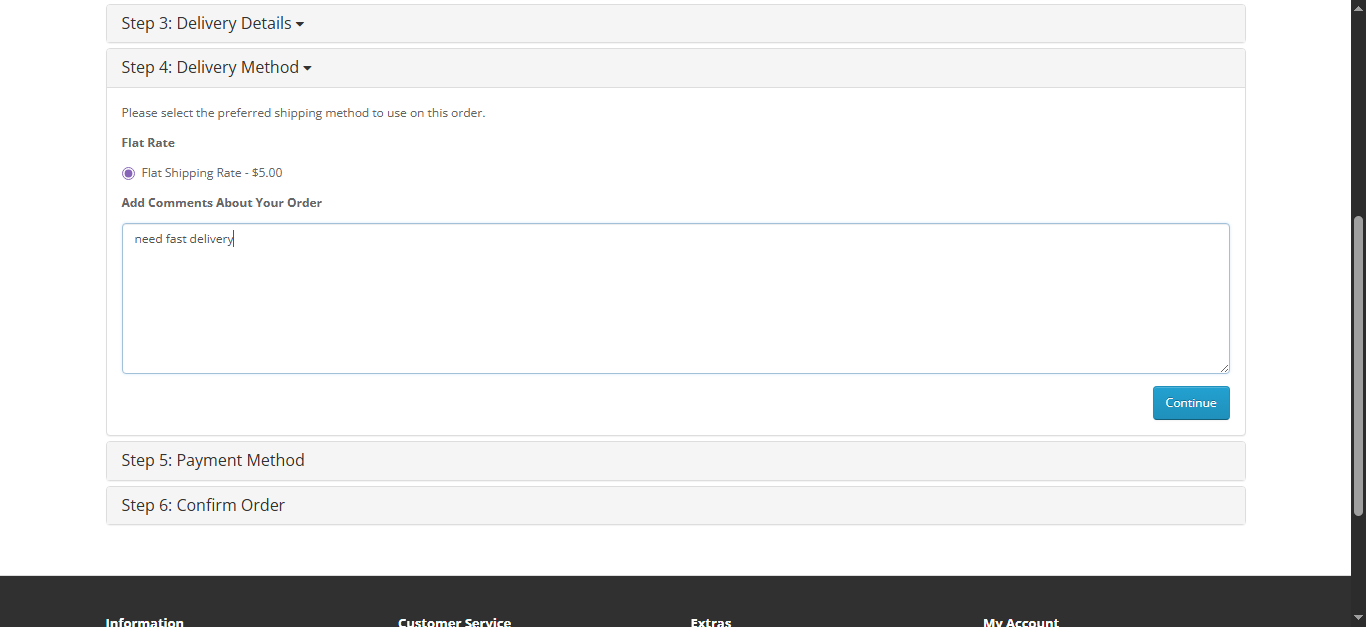 Step 3: Delivery Details
Step 4: Delivery Method
Please select the preferred shipping method to use on this order.
Flat Rate
Flat Shipping Rate - $5.00
Add Comments About Your Order
need fast delivery
Continue
Step 5: Payment Method
Step 6: Confirm Order
Information Customer Service Extras My Account